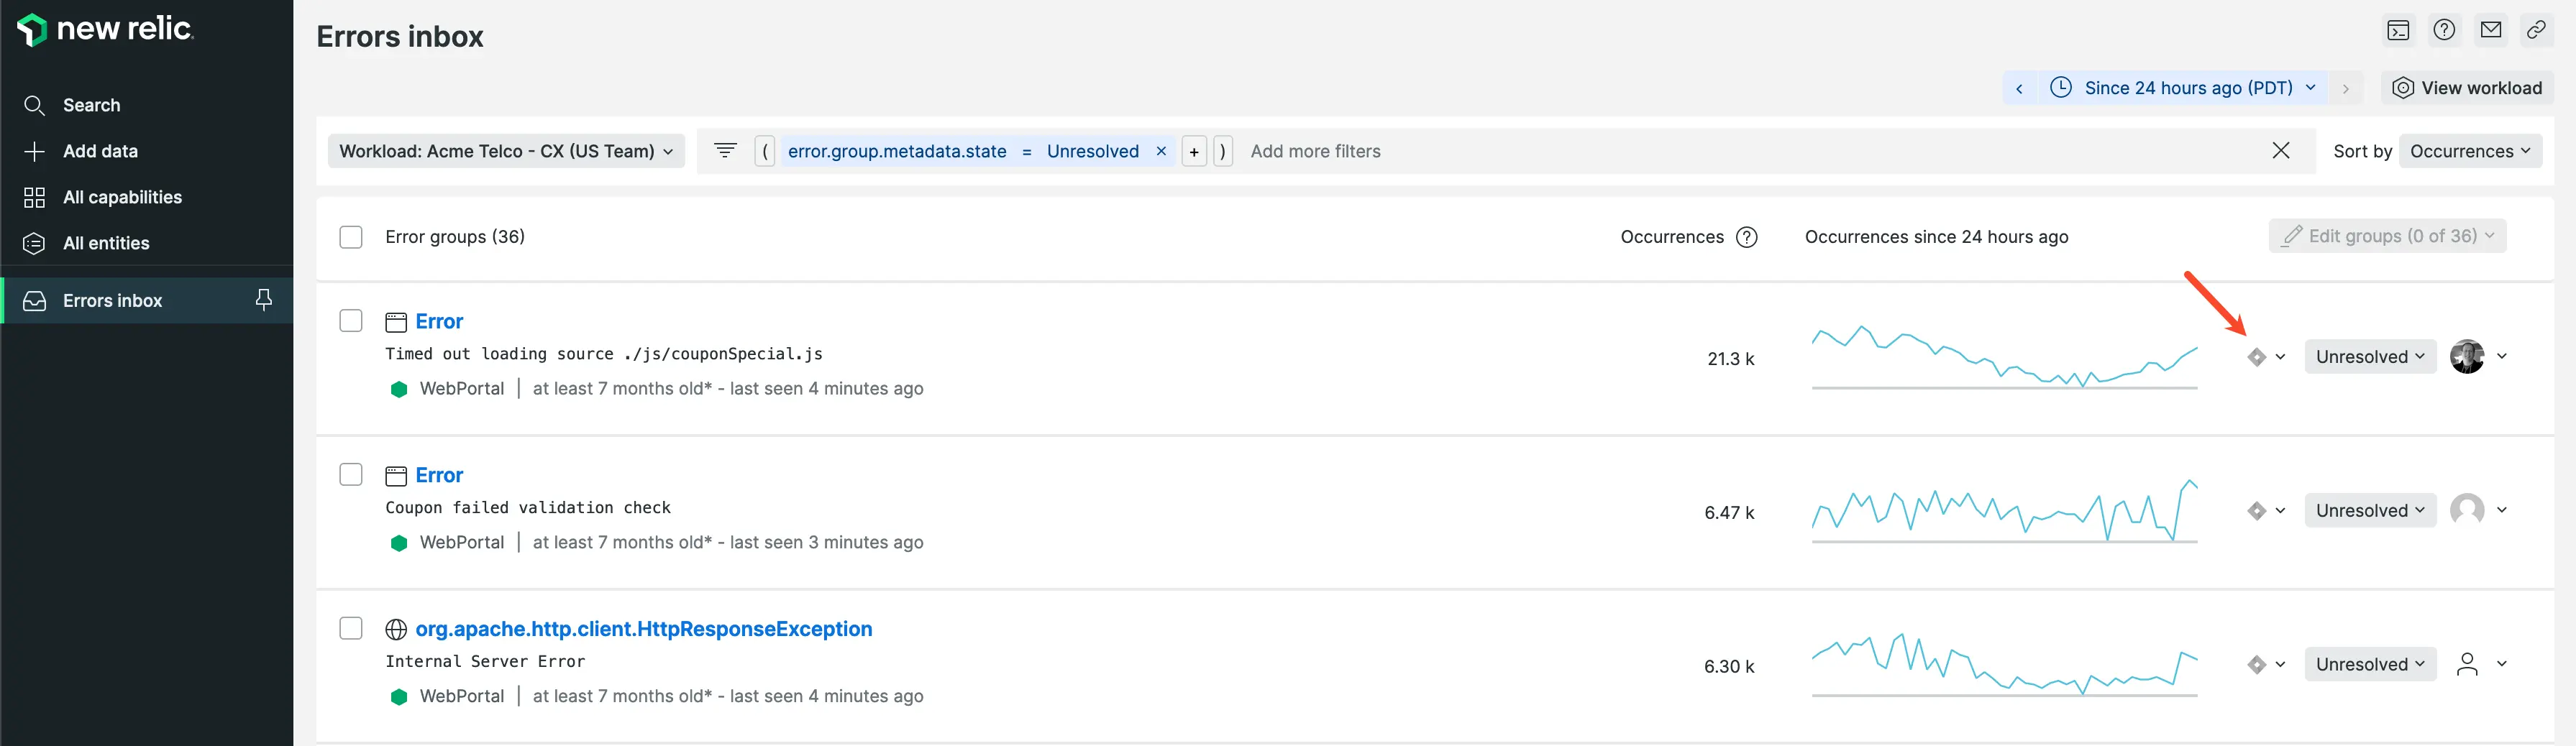 new relic.
Errors inbox
Search
Add data
All capabilities
All entities
Errors inbox
Since 24 hours ago (PDT)
View workload
Workload: Acme Telco - CX (US Team)
( error.group.metadata.state = Unresolved × + ) Add more filters
Sort by Occurrences
Error groups (36)
Occurrences ?
Occurrences since 24 hours ago
Edit groups (0 of 36)
Error
Timed out loading source ./js/couponSpecial.js
WebPortal | at least 7 months old* - last seen 4 minutes ago
21.3 k
Unresolved
Error
Coupon failed validation check
WebPortal | at least 7 months old* - last seen 3 minutes ago
6.47 k
Unresolved
org.apache.http.client.HttpResponseException
Internal Server Error
WebPortal | at least 7 months old* - last seen 4 minutes ago
6.30 k
Unresolved